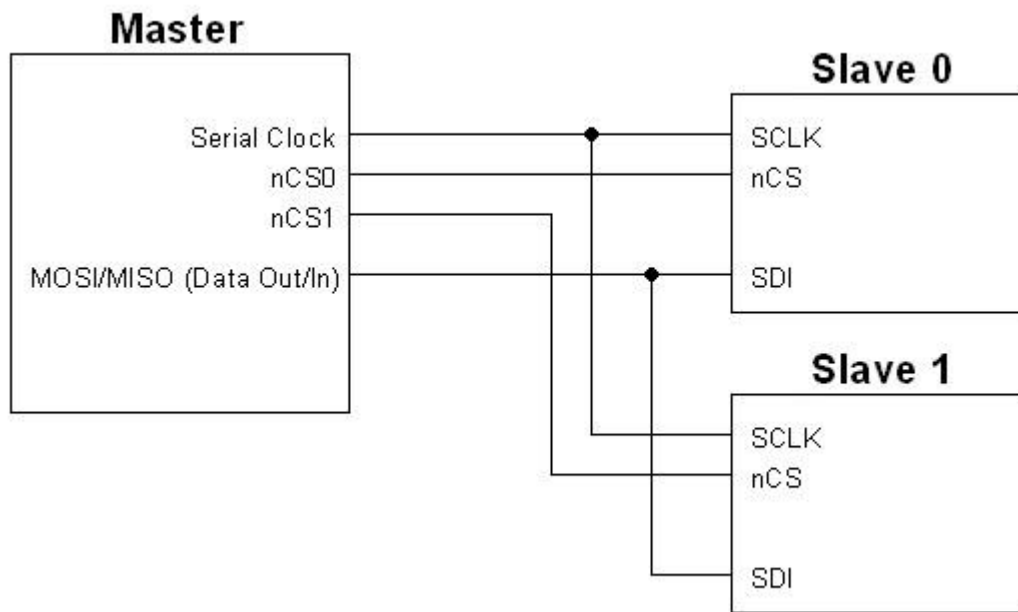 Master
Serial Clock
nCS0
nCS1
MOSI/MISO (Data Out/In)
Slave 0
SCLK
nCS
SDI
Slave 1
SCLK
nCS
SDI